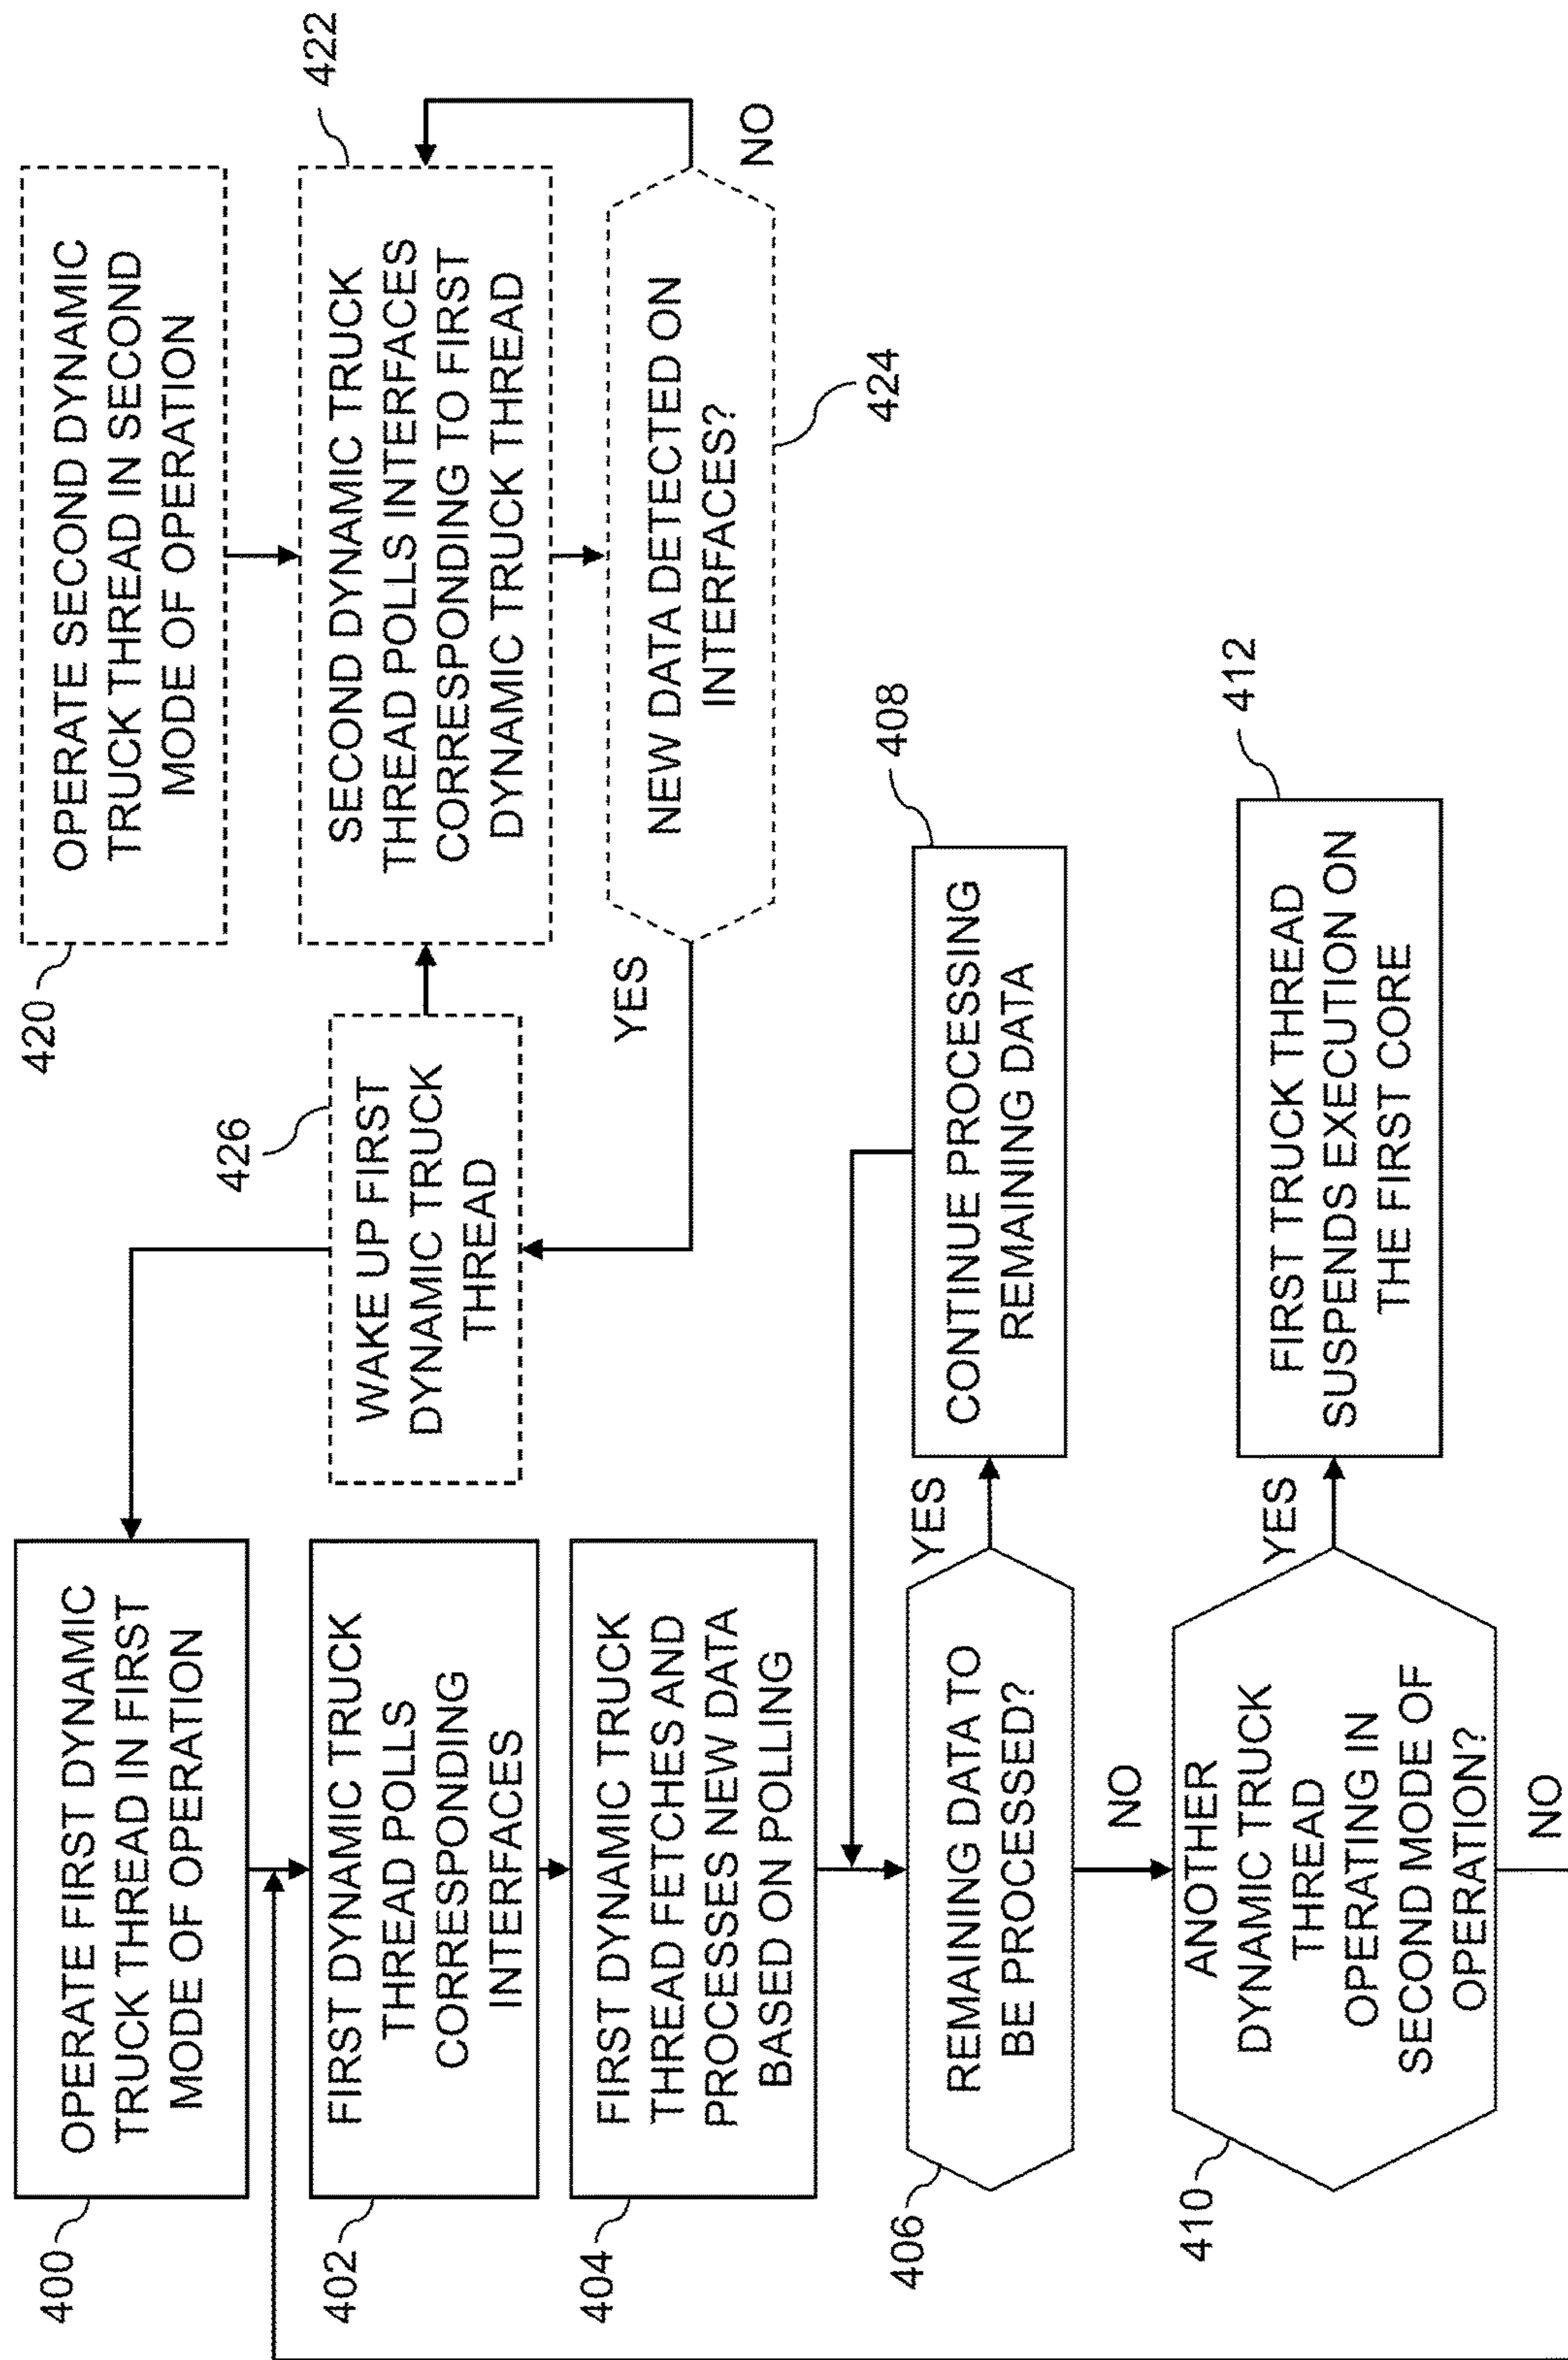 400
OPERATE FIRST DYNAMIC
TRUCK THREAD IN FIRST
MODE OF OPERATION
402
FIRST DYNAMIC TRUCK
THREAD POLLS
CORRESPONDING
INTERFACES
404
FIRST DYNAMIC TRUCK
THREAD FETCHES AND
PROCESSES NEW DATA
BASED ON POLLING
406
REMAINING DATA TO
BE PROCESSED?
YES
NO
408
CONTINUE PROCESSING
REMAINING DATA
410
ANOTHER
DYNAMIC TRUCK
THREAD
OPERATING IN
SECOND MODE OF
OPERATION?
YES
NO
412
FIRST TRUCK THREAD
SUSPENDS EXECUTION ON
THE FIRST CORE
420
OPERATE SECOND DYNAMIC
TRUCK THREAD IN SECOND
MODE OF OPERATION
422
SECOND DYNAMIC TRUCK
THREAD POLLS INTERFACES
CORRESPONDING TO FIRST
DYNAMIC TRUCK THREAD
424
NEW DATA DETECTED ON
INTERFACES?
YES
NO
426
WAKE UP FIRST
DYNAMIC TRUCK
THREAD